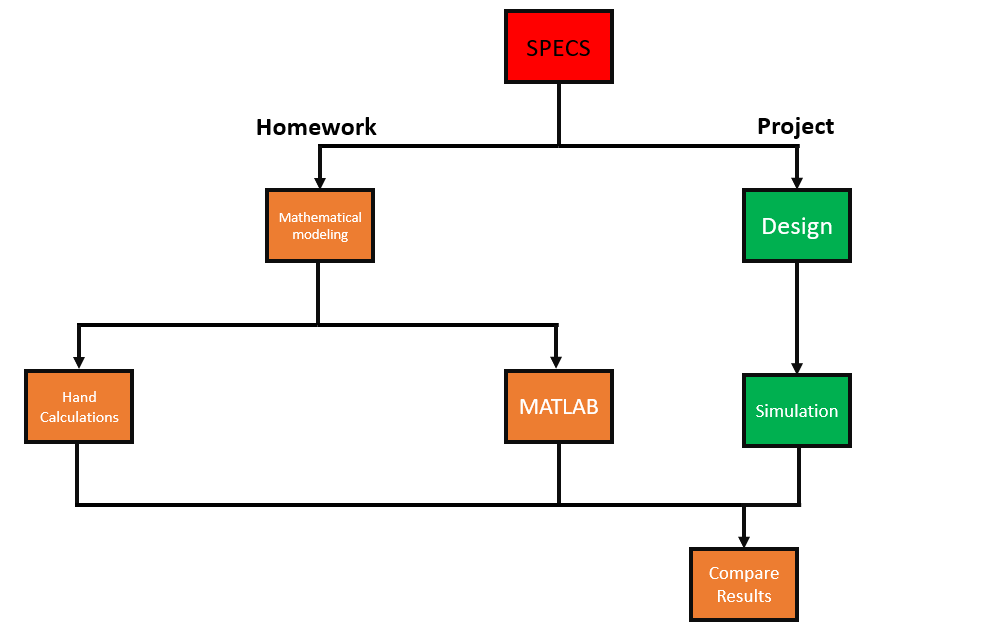 SPECS
Homework
Project
Mathematical
modeling
Design
Hand
Calculations
MATLAB
Simulation
Compare
Results